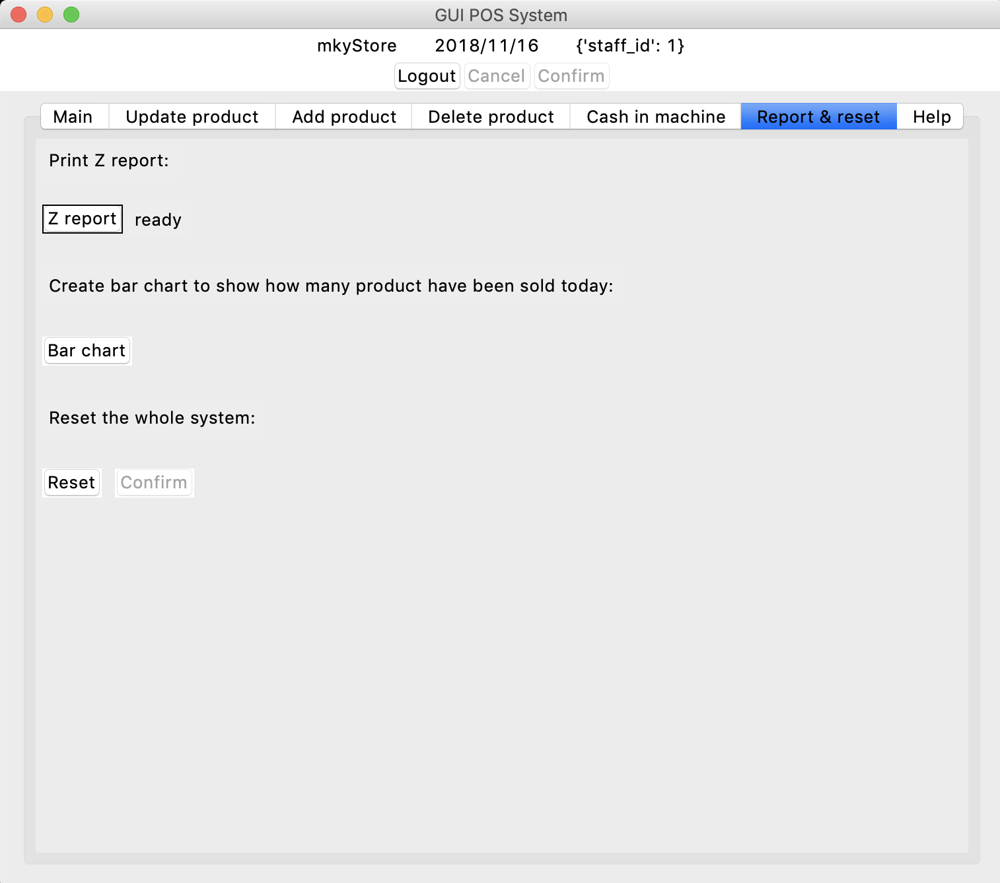 GUI POS System
mkyStore 2018/11/16 {'staff_id': 1}
Logout Cancel Confirm
Main Update product Add product Delete product Cash in machine Report & reset Help
Print Z report:
Z report ready
Create bar chart to show how many product have been sold today:
Bar chart
Reset the whole system:
Reset Confirm